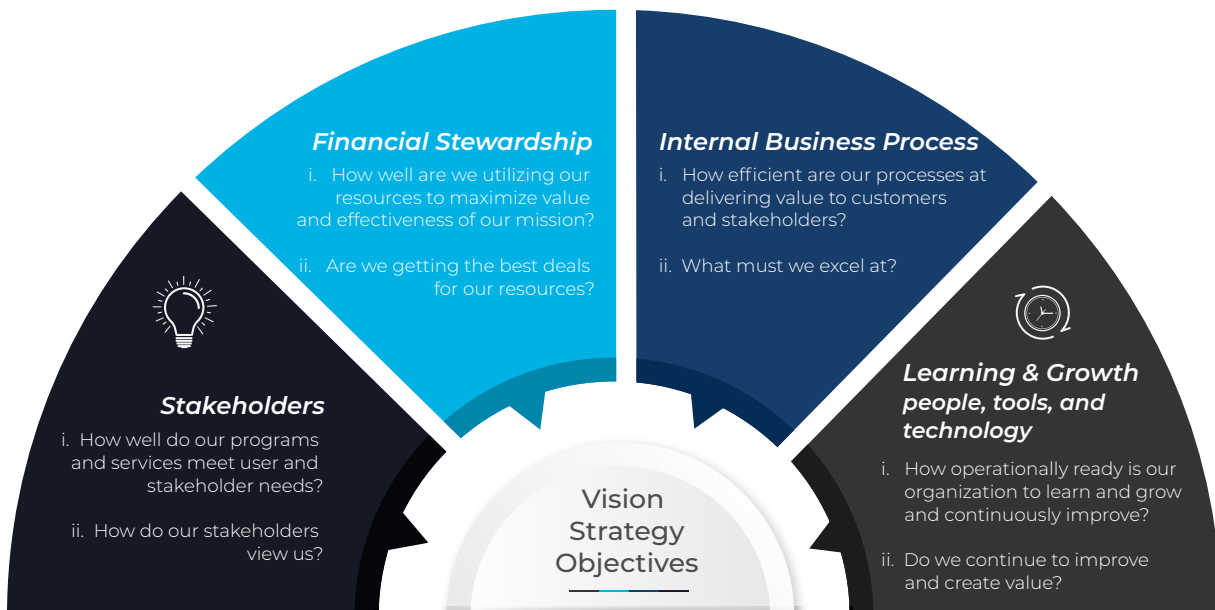 Stakeholders
i. How well do our programs
and services meet user and
stakeholder needs?
ii. How do our stakeholders
view us?
Financial Stewardship
i. How well are we utilizing our
resources to maximize value
and effectiveness of our mission?
ii. Are we getting the best deals
for our resources?
Internal Business Process
i. How efficient are our processes at
delivering value to customers
and stakeholders?
ii. What must we excel at?
Learning & Growth
people, tools, and
technology
i. How operationally ready is our
organization to learn and grow
and continuously improve?
ii. Do we continue to improve
and create value?
Vision
Strategy
Objectives